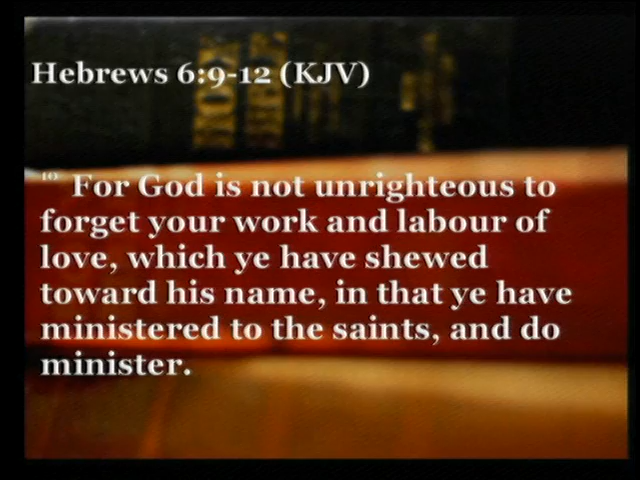 Hebrews 6:9-12 (KJV)
10 For God is not unrighteous to
forget your work and labour of
love, which ye have shewed
toward his name, in that ye have
ministered to the saints, and do
minister.